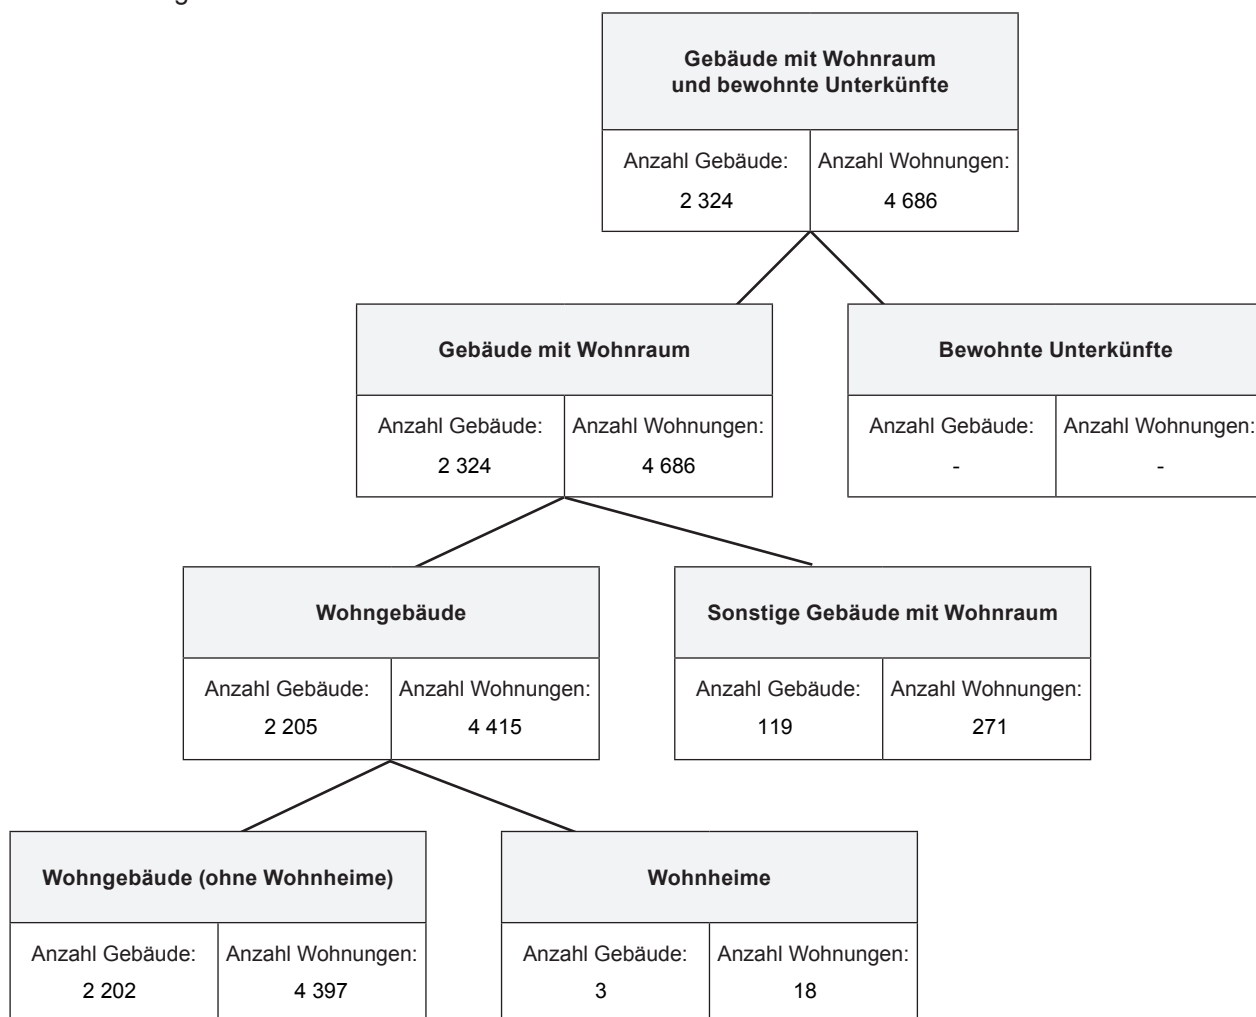 Gebäude mit Wohnraum
und bewohnte Unterkünfte
Anzahl Gebäude: Anzahl Wohnungen:
2 324 4 686
Gebäude mit Wohnraum
Anzahl Gebäude: Anzahl Wohnungen:
2 324 4 686
Bewohnte Unterkünfte
Anzahl Gebäude: Anzahl Wohnungen:
- -
Wohngebäude
Anzahl Gebäude: Anzahl Wohnungen:
2 205 4 415
Sonstige Gebäude mit Wohnraum
Anzahl Gebäude: Anzahl Wohnungen:
119 271
Wohngebäude (ohne Wohnheime)
Anzahl Gebäude: Anzahl Wohnungen:
2 202 4 397
Wohnheime
Anzahl Gebäude: Anzahl Wohnungen:
3 18